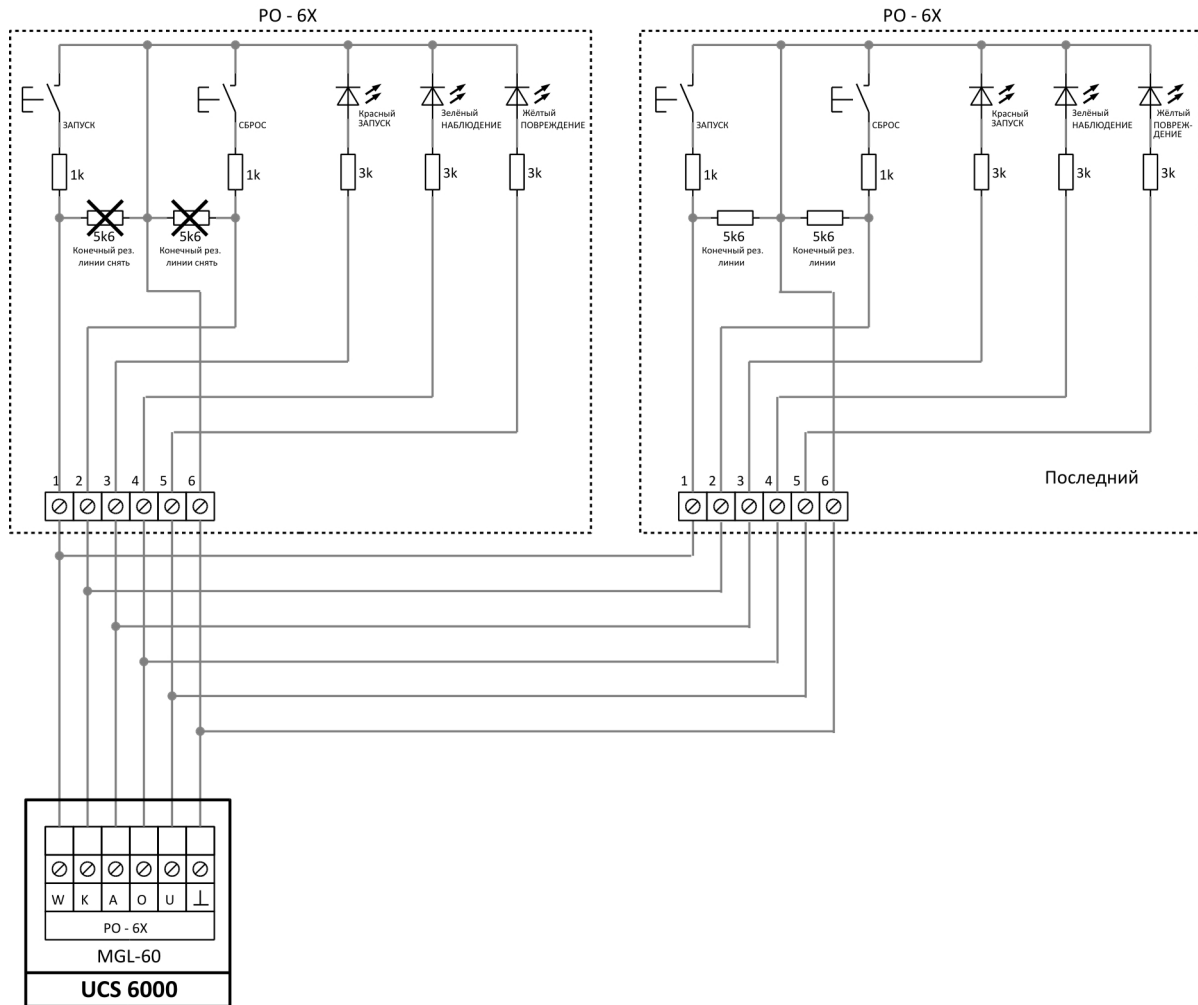 PO - 6X
PO - 6X
ЗАПУСК
СБРОС
Красный
ЗАПУСК
Зелёный
НАБЛЮДЕНИЕ
Жёлтый
ПОВРЕЖДЕНИЕ
1k
1k
3k
3k
3k
5k6
Конечный рез.
линии снять
5k6
Конечный рез.
линии снять
1 2 3 4 5 6
ЗАПУСК
СБРОС
Красный
ЗАПУСК
Зелёный
НАБЛЮДЕНИЕ
Жёлтый
ПОВРЕЖ-
ДЕНИЕ
1k
1k
3k
3k
3k
5k6
Конечный рез.
линии
5k6
Конечный рез.
линии
Последний
1 2 3 4 5 6
W K A O U ⊥
PO - 6X
MGL-60
UCS 6000